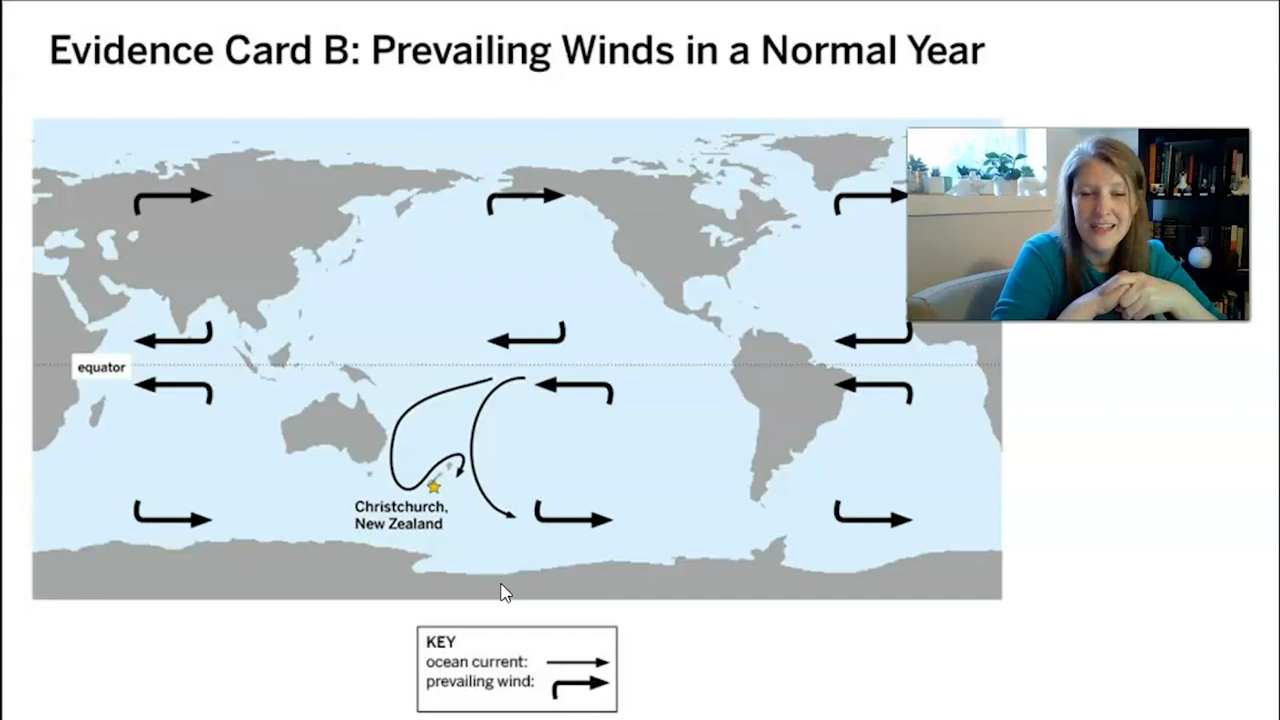 Evidence Card B: Prevailing Winds in a Normal Year
equator
Christchurch,
New Zealand
KEY
ocean current:
prevailing wind: